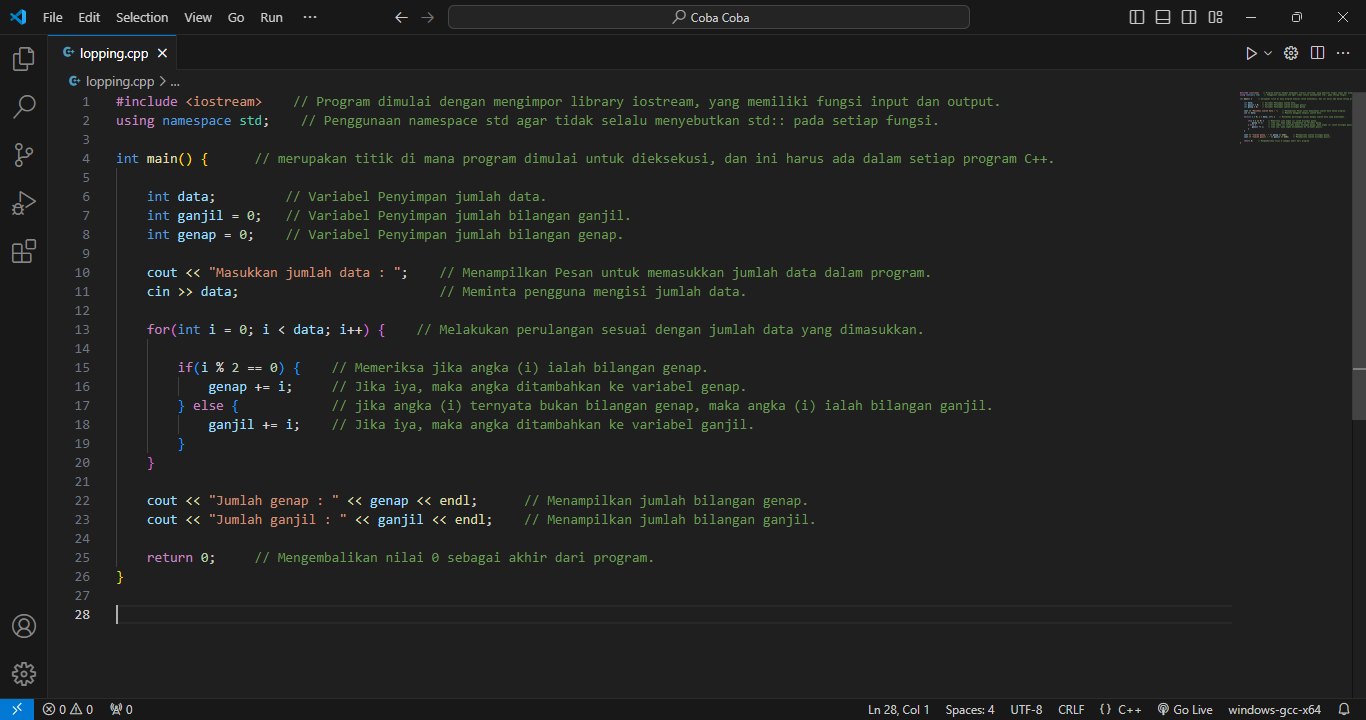 File Edit Selection View Go Run ··· Coba Coba
lopping.cpp
lopping.cpp > ...
1 #include <iostream>    // Program dimulai dengan mengimpor library iostream, yang memiliki fungsi input dan output.
2 using namespace std;    // Penggunaan namespace std agar tidak selalu menyebutkan std:: pada setiap fungsi.
3
4 int main() {      // merupakan titik di mana program dimulai untuk dieksekusi, dan ini harus ada dalam setiap program C++.
5
6     int data;         // Variabel Penyimpan jumlah data.
7     int ganjil = 0;   // Variabel Penyimpan jumlah bilangan ganjil.
8     int genap = 0;    // Variabel Penyimpan jumlah bilangan genap.
9
10     cout << "Masukkan jumlah data : ";    // Menampilkan Pesan untuk memasukkan jumlah data dalam program.
11     cin >> data;                          // Meminta pengguna mengisi jumlah data.
12
13     for(int i = 0; i < data; i++) {    // Melakukan perulangan sesuai dengan jumlah data yang dimasukkan.
14
15         if(i % 2 == 0) {    // Memeriksa jika angka (i) ialah bilangan genap.
16             genap += i;     // Jika iya, maka angka ditambahkan ke variabel genap.
17         } else {            // jika angka (i) ternyata bukan bilangan genap, maka angka (i) ialah bilangan ganjil.
18             ganjil += i;    // Jika iya, maka angka ditambahkan ke variabel ganjil.
19         }
20     }
21
22     cout << "Jumlah genap : " << genap << endl;      // Menampilkan jumlah bilangan genap.
23     cout << "Jumlah ganjil : " << ganjil << endl;    // Menampilkan jumlah bilangan ganjil.
24
25     return 0;     // Mengembalikan nilai 0 sebagai akhir dari program.
26 }
27
28
0 0 0 Ln 28, Col 1 Spaces: 4 UTF-8 CRLF {} C++ Go Live windows-gcc-x64